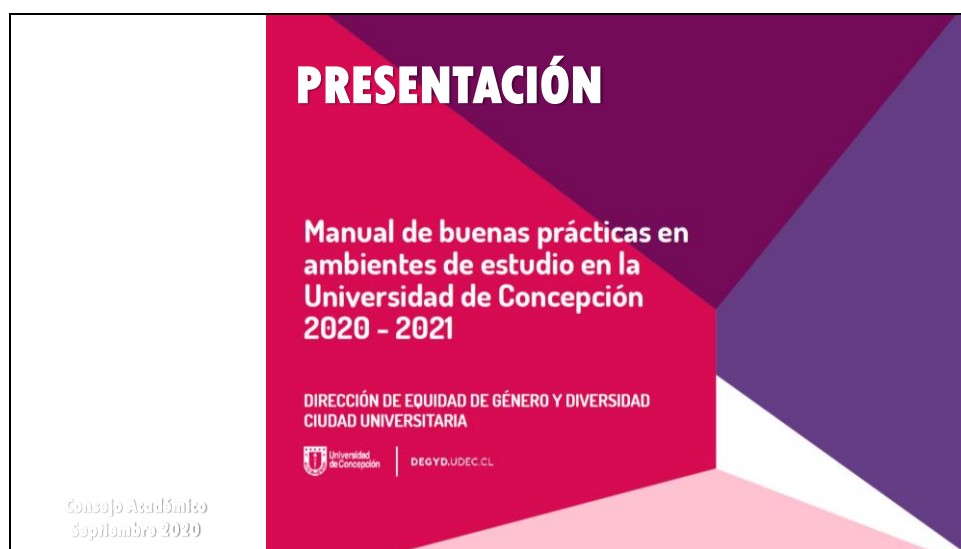 PRESENTACIÓN
Manual de buenas prácticas en
ambientes de estudio en la
Universidad de Concepción
2020 - 2021
DIRECCIÓN DE EQUIDAD DE GÉNERO Y DIVERSIDAD
CIUDAD UNIVERSITARIA
Universidad
de Concepción
DEGYD.UDEC.CL
Consejo Académico
Septiembre 2020